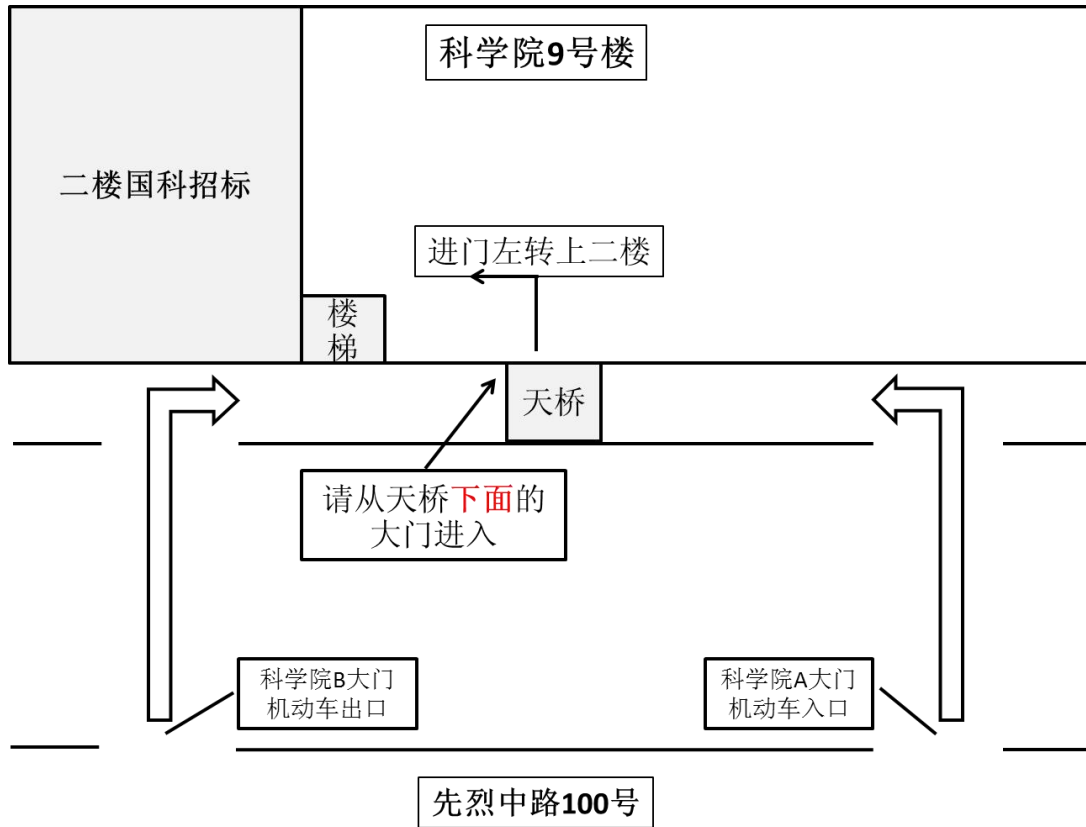 科学院9号楼
二楼国科招标
进门左转上二楼
楼
梯
天桥
请从天桥下面的
大门进入
科学院B大门
机动车出口
科学院A大门
机动车入口
先烈中路100号